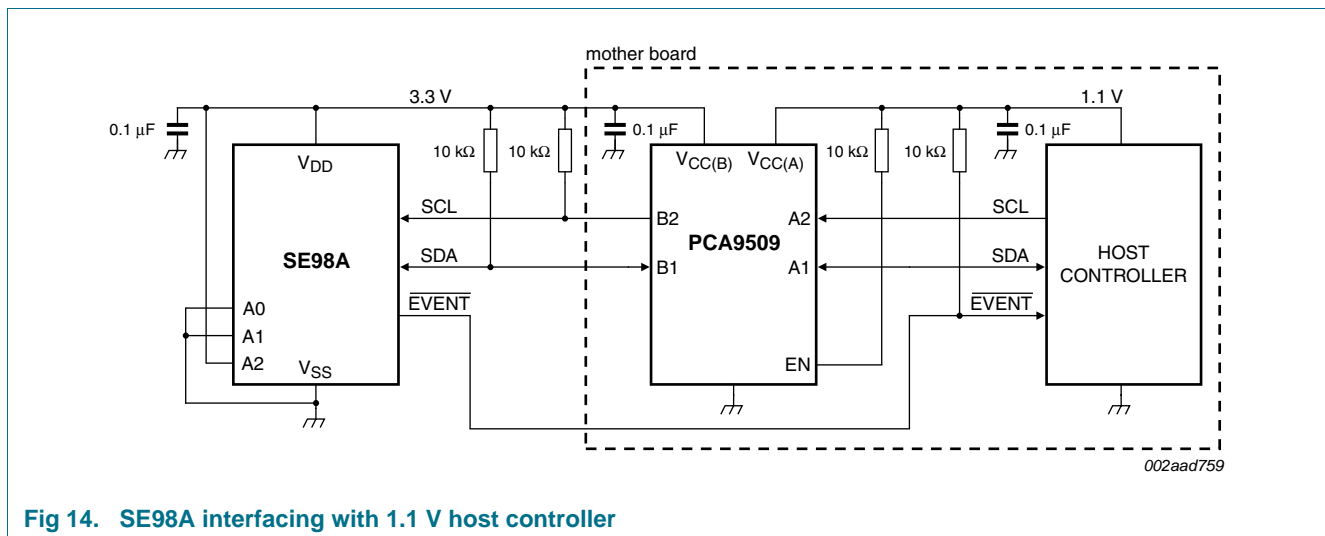 mother board
3.3 V
1.1 V
0.1 μF
10 kΩ
10 kΩ
0.1 μF
10 kΩ
10 kΩ
0.1 μF
VDD
VCC(B)
VCC(A)
SCL
B2
A2
SCL
SE98A
PCA9509
HOST
CONTROLLER
SDA
B1
A1
SDA
EVENT
EVENT
A0
A1
A2
VSS
EN
002aad759
Fig 14. SE98A interfacing with 1.1 V host controller